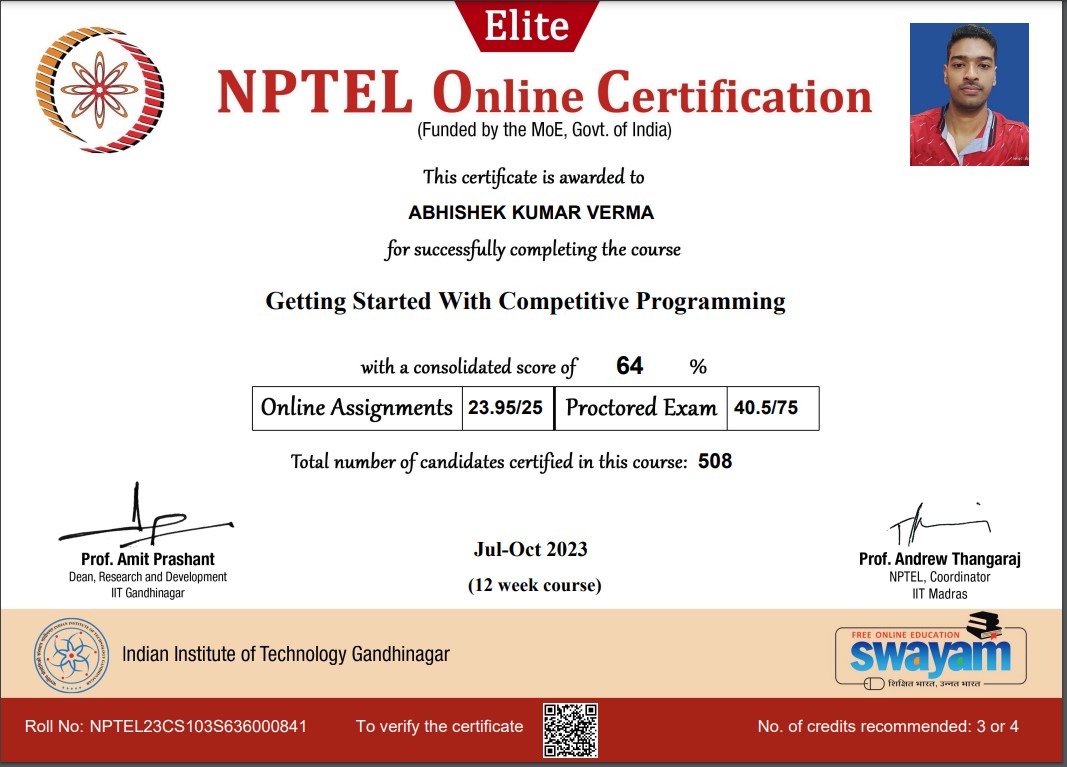 Elite
NPTEL Online Certification
(Funded by the MoE, Govt. of India)
This certificate is awarded to
ABHISHEK KUMAR VERMA
for successfully completing the course
Getting Started With Competitive Programming
with a consolidated score of 64 %
Online Assignments 23.95/25 Proctored Exam 40.5/75
Total number of candidates certified in this course: 508
Prof. Amit Prashant
Dean, Research and Development
IIT Gandhinagar
Jul-Oct 2023
(12 week course)
Prof. Andrew Thangaraj
NPTEL, Coordinator
IIT Madras
Indian Institute of Technology Gandhinagar
FREE ONLINE EDUCATION
swayam
शिक्षित भारत, उन्नत भारत
Roll No: NPTEL23CS103S636000841
To verify the certificate
No. of credits recommended: 3 or 4